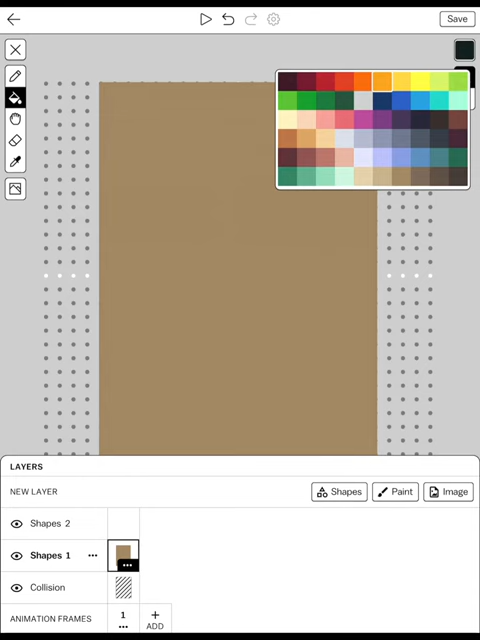 Save
LAYERS
NEW LAYER
Shapes
Paint
Image
Shapes 2
Shapes 1
Collision
ANIMATION FRAMES
1
ADD